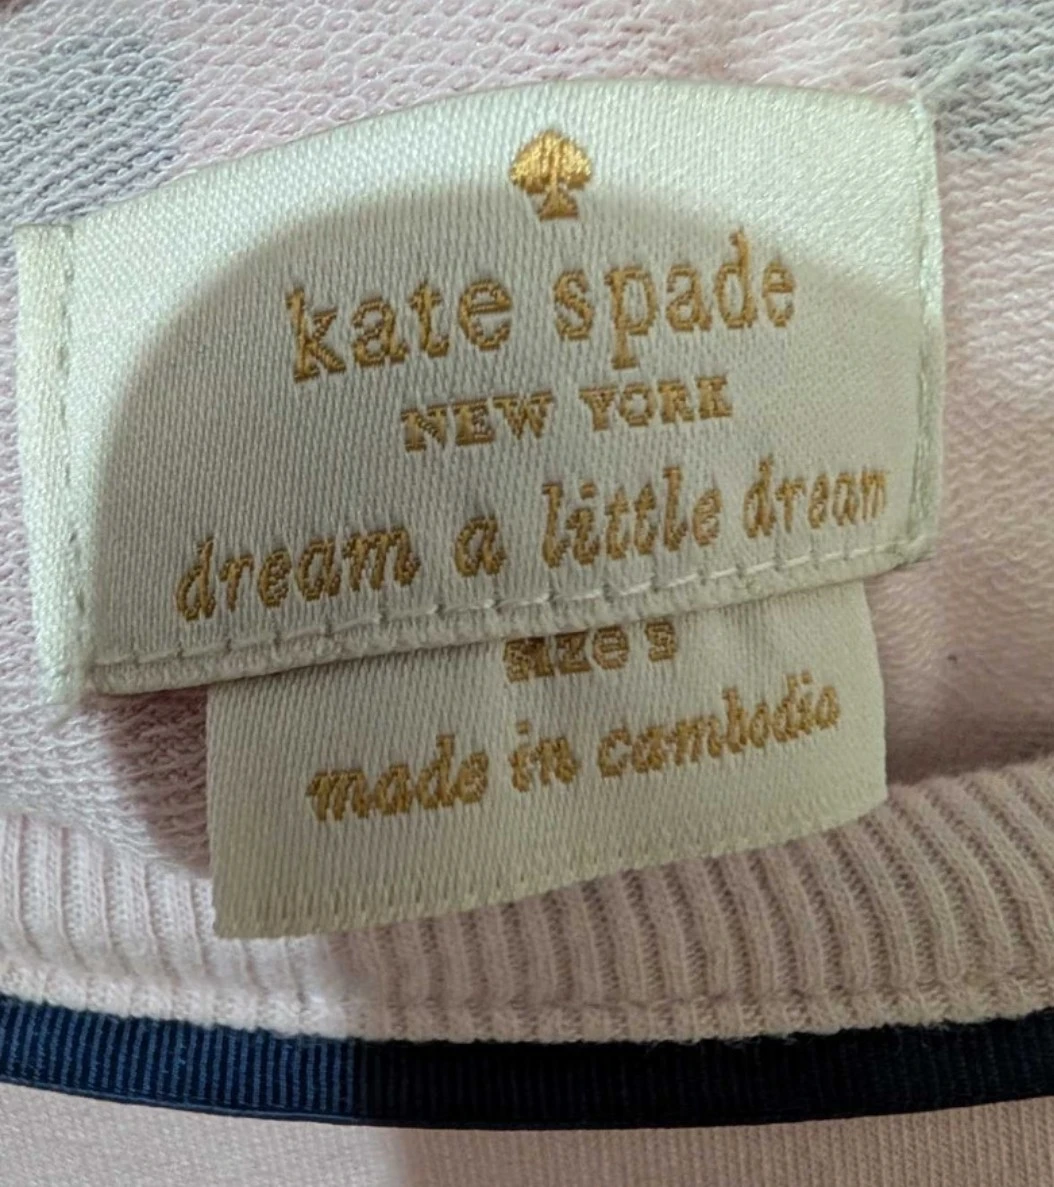 kate spade
NEW YORK
dream a little dream
size s
made in cambodia